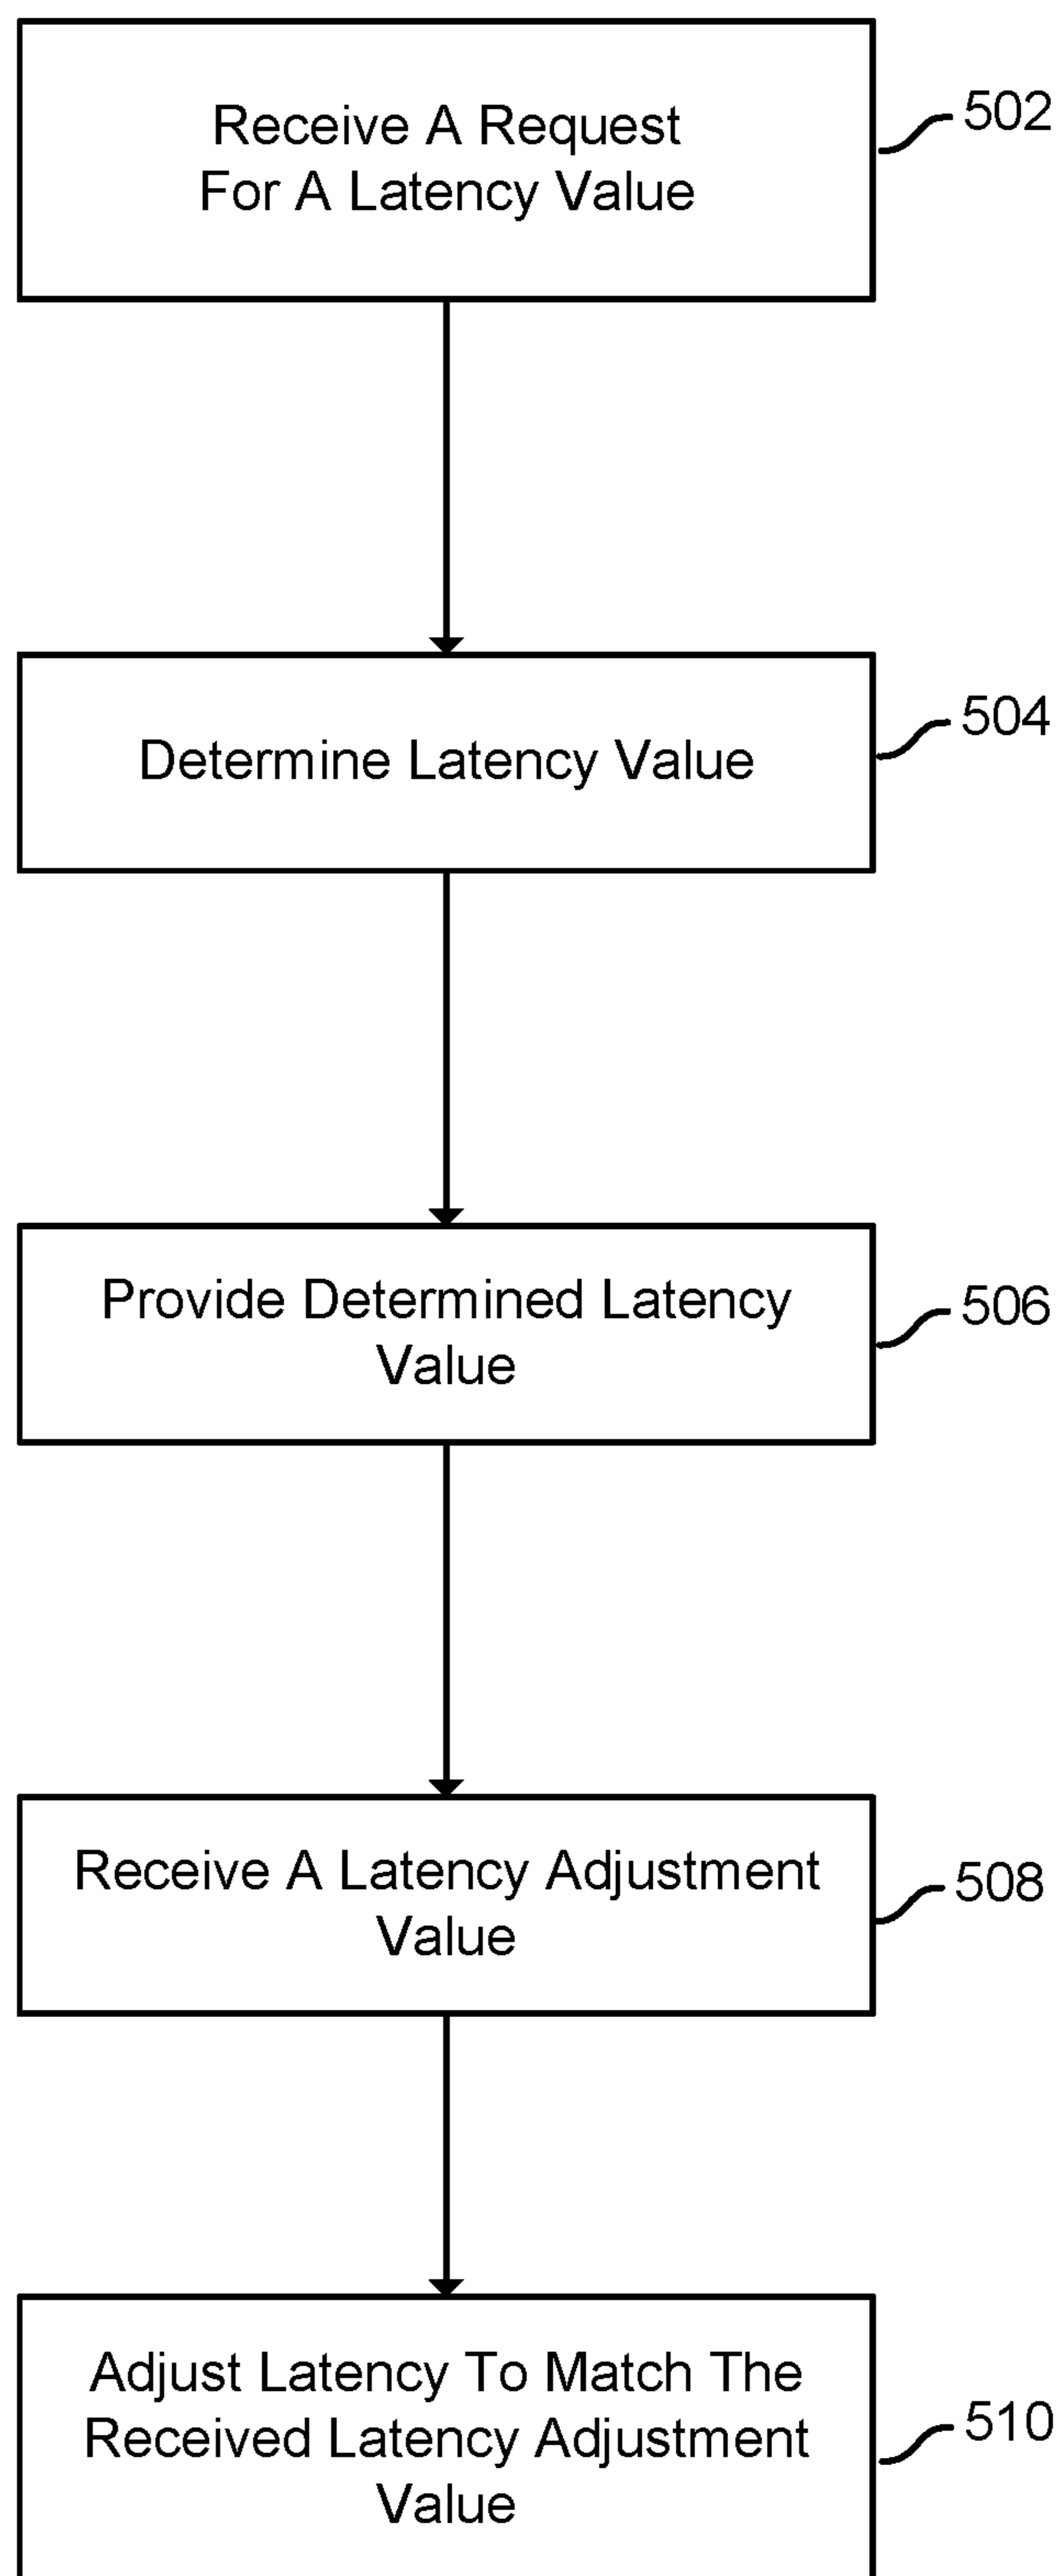 Receive A Request
For A Latency Value
502
Determine Latency Value
504
Provide Determined Latency
Value
506
Receive A Latency Adjustment
Value
508
Adjust Latency To Match The
Received Latency Adjustment
Value
510